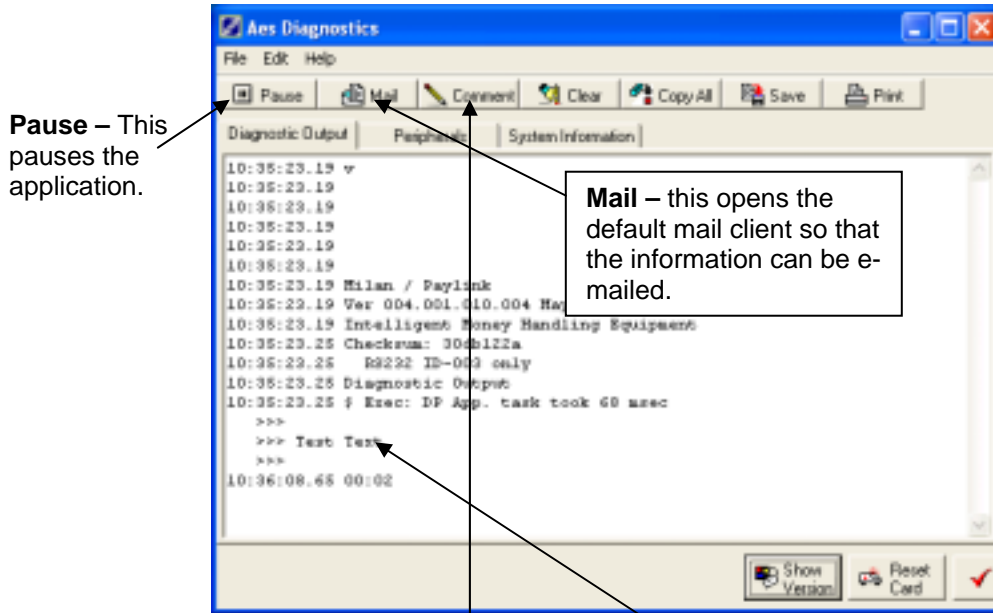 Aes Diagnostics
File Edit Help
Pause Mail Comment Clear Copy All Save Print
Diagnostic Output Peripherals System Information
Pause – This
pauses the
application.
Mail – this opens the
default mail client so that
the information can be e-
mailed.
10:35:23.19 v
10:35:23.19
10:35:23.19
10:35:23.19
10:35:23.19
10:35:23.19
10:35:23.19 Milan / Paylink
10:35:23.19 Ver 004.001.010.004
10:35:23.19 Intelligent Money Handling Equipment
10:35:23.25 Checksum: 30db122a
10:35:23.25 RS232 ID-003 only
10:35:23.25 Diagnostic Output
10:35:23.25 $ Exec: DP App. task took 60 msec
>>>
>>> Test Test
>>>
10:36:08.65 00:02
Show
Version
Reset
Card